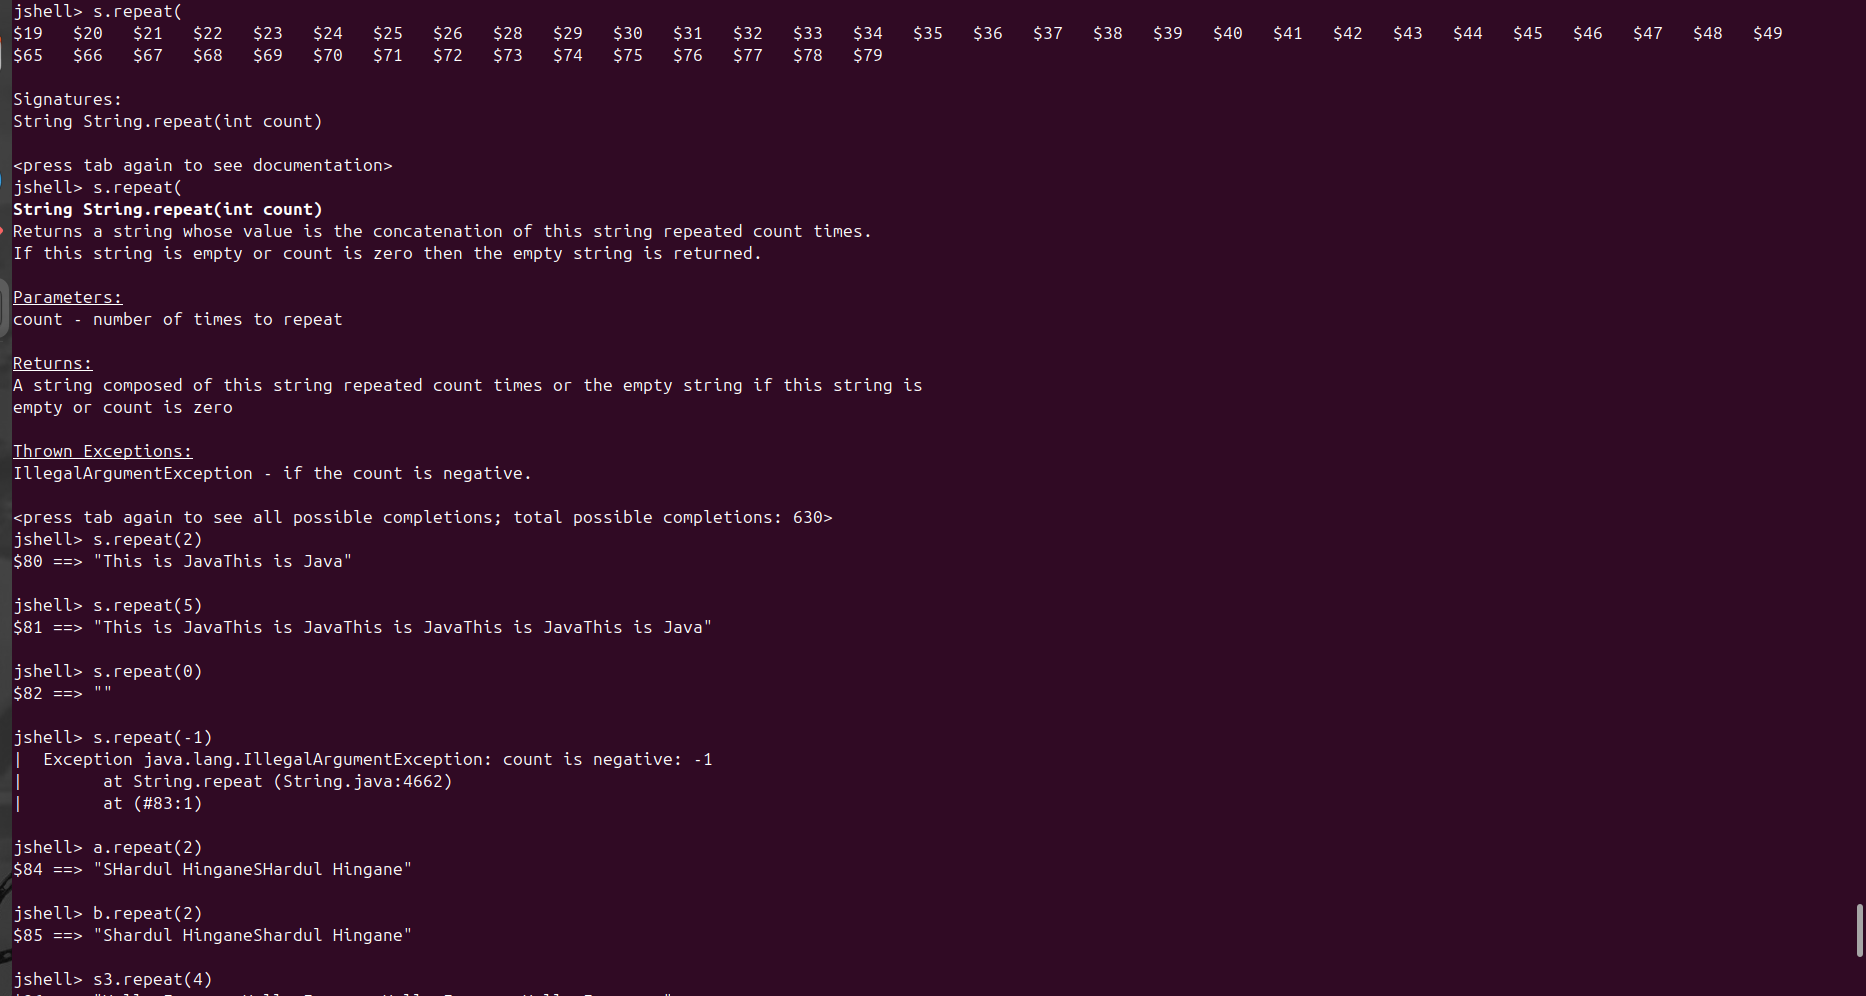 jshell> s.repeat(
$19   $20   $21   $22   $23   $24   $25   $26   $28   $29   $30   $31   $32   $33   $34   $35   $36   $37   $38   $39   $40   $41   $42   $43   $44   $45   $46   $47   $48   $49
$65   $66   $67   $68   $69   $70   $71   $72   $73   $74   $75   $76   $77   $78   $79
Signatures:
String String.repeat(int count)
<press tab again to see documentation>
jshell> s.repeat(
String String.repeat(int count)
Returns a string whose value is the concatenation of this string repeated count times.
If this string is empty or count is zero then the empty string is returned.
Parameters:
count - number of times to repeat
Returns:
A string composed of this string repeated count times or the empty string if this string is
empty or count is zero
Thrown Exceptions:
IllegalArgumentException - if the count is negative.
<press tab again to see all possible completions; total possible completions: 630>
jshell> s.repeat(2)
$80 ==> "This is JavaThis is Java"
jshell> s.repeat(5)
$81 ==> "This is JavaThis is JavaThis is JavaThis is JavaThis is Java"
jshell> s.repeat(0)
$82 ==> ""
jshell> s.repeat(-1)
|  Exception java.lang.IllegalArgumentException: count is negative: -1
|        at String.repeat (String.java:4662)
|        at (#83:1)
jshell> a.repeat(2)
$84 ==> "SHardul HinganeSHardul Hingane"
jshell> b.repeat(2)
$85 ==> "Shardul HinganeShardul Hingane"
jshell> s3.repeat(4)